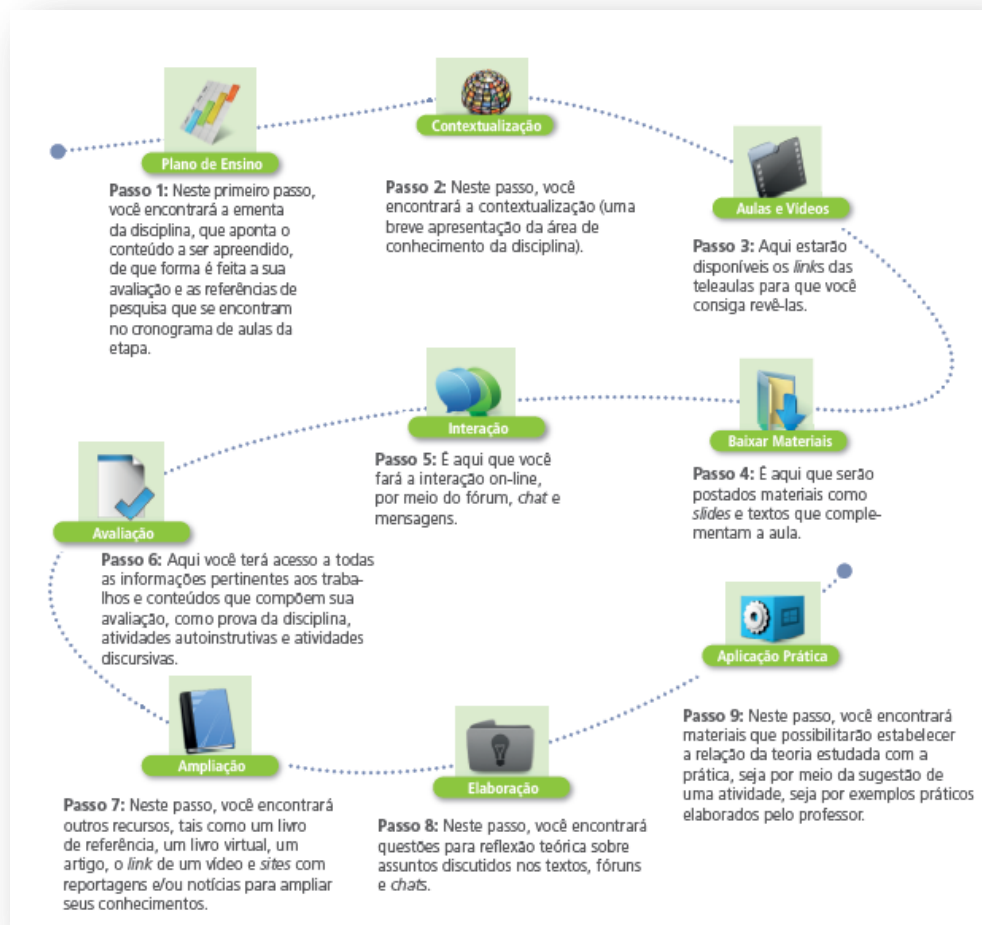 Plano de Ensino
Passo 1: Neste primeiro passo,
você encontrará a ementa
da disciplina, que aponta o
conteúdo a ser apreendido,
de que forma é feita a sua
avaliação e as referências de
pesquisa que se encontram
no cronograma de aulas da
etapa.
Contextualização
Passo 2: Neste passo, você
encontrará a contextualização (uma
breve apresentação da área de
conhecimento da disciplina).
Aulas e Vídeos
Passo 3: Aqui estarão
disponíveis os links das
teleaulas para que você
consiga revê-las.
Baixar Materiais
Passo 4: É aqui que serão
postados materiais como
slides e textos que comple-
mentam a aula.
Interação
Passo 5: É aqui que você
fará a interação on-line,
por meio do fórum, chat e
mensagens.
Avaliação
Passo 6: Aqui você terá acesso a todas
as informações pertinentes aos traba-
lhos e conteúdos que compõem sua
avaliação, como prova da disciplina,
atividades autoinstrutivas e atividades
discursivas.
Ampliação
Passo 7: Neste passo, você encontrará
outros recursos, tais como um livro
de referência, um livro virtual, um
artigo, o link de um vídeo e sites com
reportagens e/ou notícias para ampliar
seus conhecimentos.
Elaboração
Passo 8: Neste passo, você encontrará
questões para reflexão teórica sobre
assuntos discutidos nos textos, fóruns
e chats.
Aplicação Prática
Passo 9: Neste passo, você encontrará
materiais que possibilitarão estabelecer
a relação da teoria estudada com a
prática, seja por meio da sugestão de
uma atividade, seja por exemplos práticos
elaborados pelo professor.